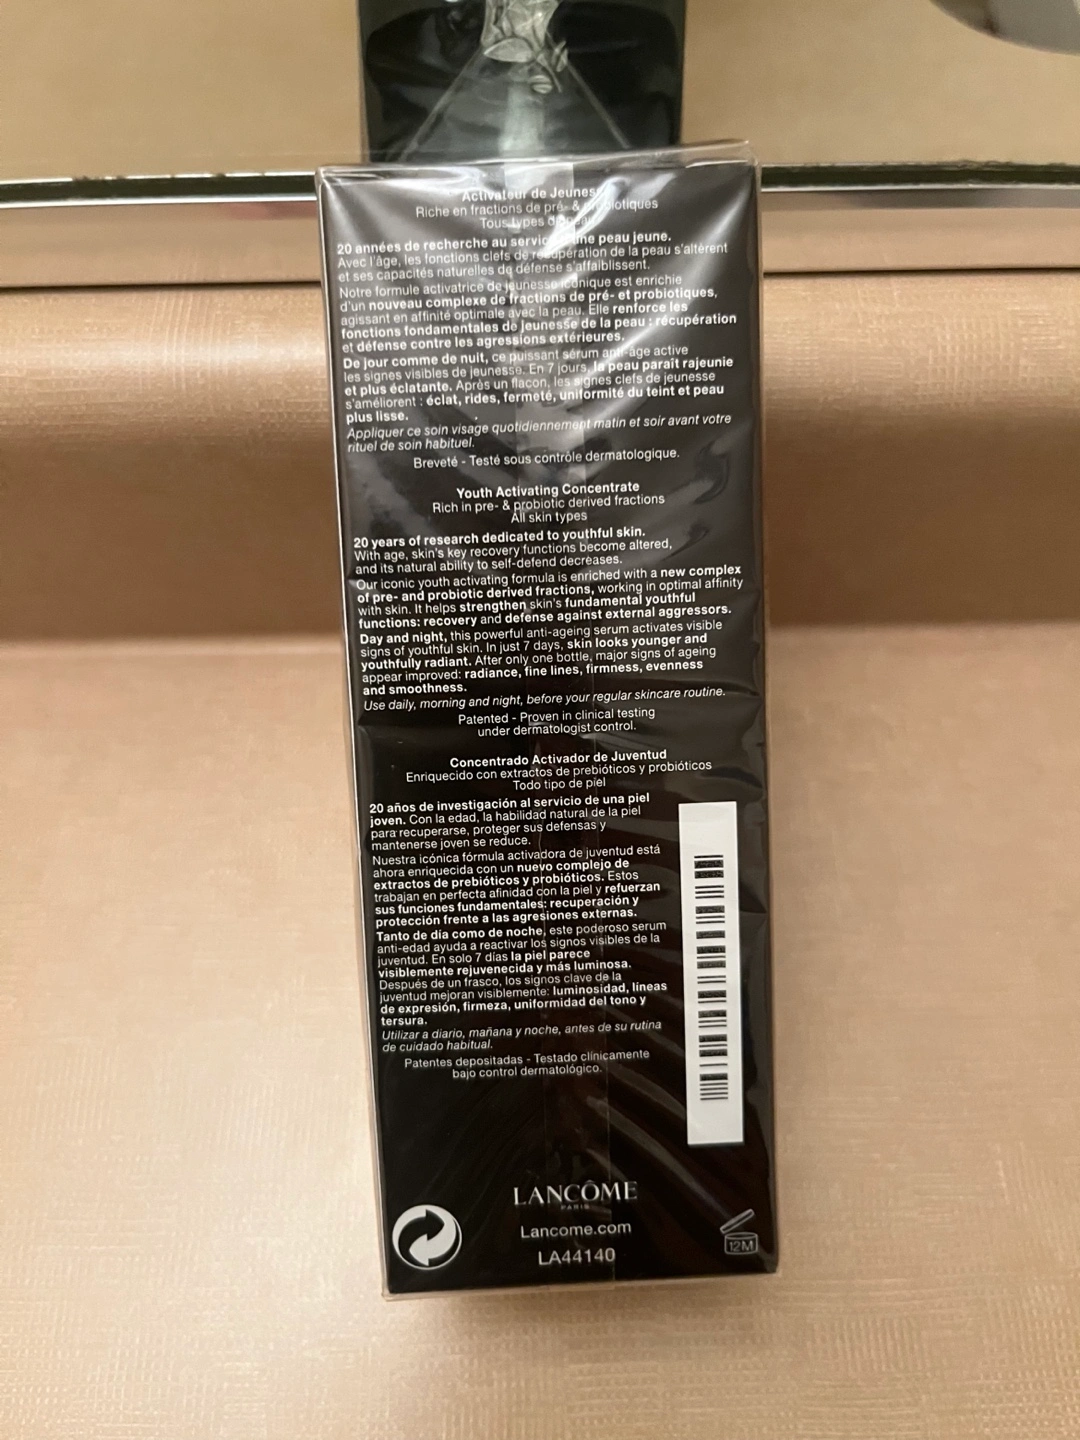 Activateur de Jeunes
Riche en fractions de pré- & biotiques
Tous types de peau
20 années de recherche au service une peau jeune.
Avec l'âge, les fonctions clefs de récupération de la peau s'altèrent
et ses capacités naturelles de défense s'affaiblissent.
Notre formule activatrice de jeunesse iconique est enrichie
d'un nouveau complexe de fractions de pré- et probiotiques,
agissant en affinité optimale avec la peau. Elle renforce les
fonctions fondamentales de jeunesse de la peau : récupération
et défense contre les agressions extérieures.
De jour comme de nuit, ce puissant sérum anti-âge active
les signes visibles de jeunesse. En 7 jours, la peau paraît rajeunie
et plus éclatante. Après un flacon, les signes clefs de jeunesse
s'améliorent : éclat, rides, fermeté, uniformité du teint et peau
plus lisse.
Appliquer ce soin visage quotidiennement matin et soir avant votre
rituel de soin habituel.
Breveté - Testé sous contrôle dermatologique.
Youth Activating Concentrate
Rich in pre- & probiotic derived fractions
All skin types
20 years of research dedicated to youthful skin.
With age, skin's key recovery functions become altered,
and its natural ability to self-defend decreases.
Our iconic youth activating formula is enriched with a new complex
of pre- and probiotic derived fractions, working in optimal affinity
with skin. It helps strengthen skin's fundamental youthful
functions: recovery and defense against external aggressors.
Day and night, this powerful anti-ageing serum activates visible
signs of youthful skin. In just 7 days, skin looks younger and
youthfully radiant. After only one bottle, major signs of ageing
appear improved: radiance, fine lines, firmness, evenness
and smoothness.
Use daily, morning and night, before your regular skincare routine.
Patented - Proven in clinical testing
under dermatologist control.
Concentrado Activador de Juventud
Enriquecido con extractos de prebióticos y probióticos
Todo tipo de piel
20 años de investigación al servicio de una piel
joven. Con la edad, la habilidad natural de la piel
para recuperarse, proteger sus defensas y
mantenerse joven se reduce.
Nuestra icónica fórmula activadora de juventud está
ahora enriquecida con un nuevo complejo de
extractos de prebióticos y probióticos. Estos
trabajan en perfecta afinidad con la piel y refuerzan
sus funciones fundamentales: recuperación y
protección frente a las agresiones externas.
Tanto de día como de noche, este poderoso serum
anti-edad ayuda a reactivar los signos visibles de la
juventud. En solo 7 días la piel parece
visiblemente rejuvenecida y más luminosa.
Después de un frasco, los signos clave de la
juventud mejoran visiblemente: luminosidad, líneas
de expresión, firmeza, uniformidad del tono y
tersura.
Utilizar a diario, mañana y noche, antes de su rutina
de cuidado habitual.
Patentes depositadas - Testado clínicamente
bajo control dermatológico.
LANCÔME
PARIS
Lancome.com
LA44140
12M